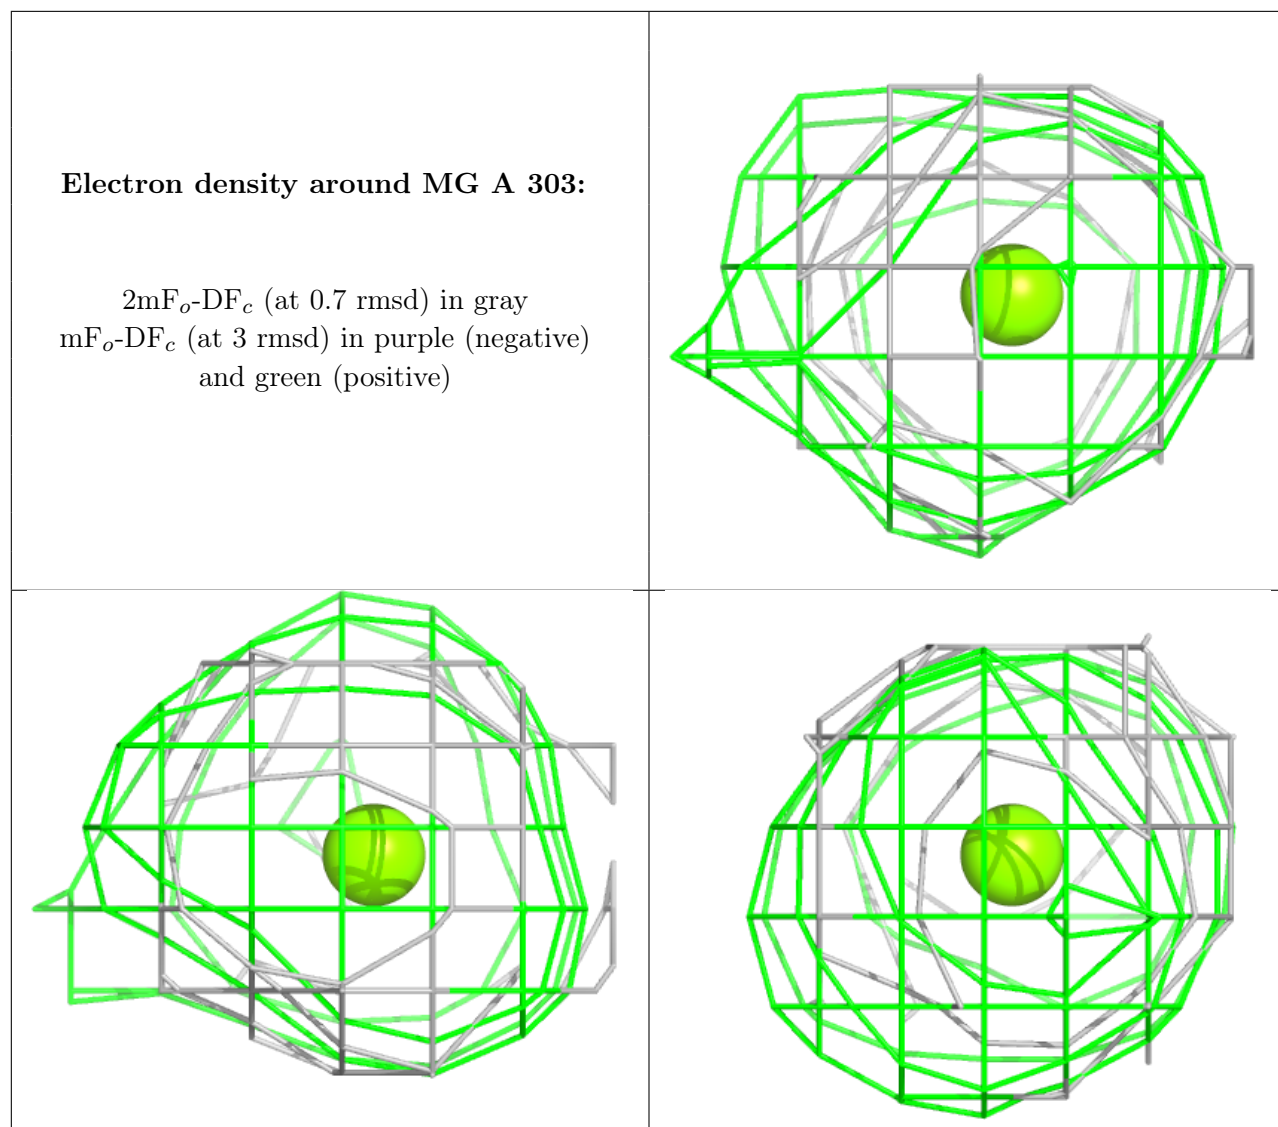 Electron density around MG A 303:
2mFo-DFc (at 0.7 rmsd) in gray
mFo-DFc (at 3 rmsd) in purple (negative)
and green (positive)